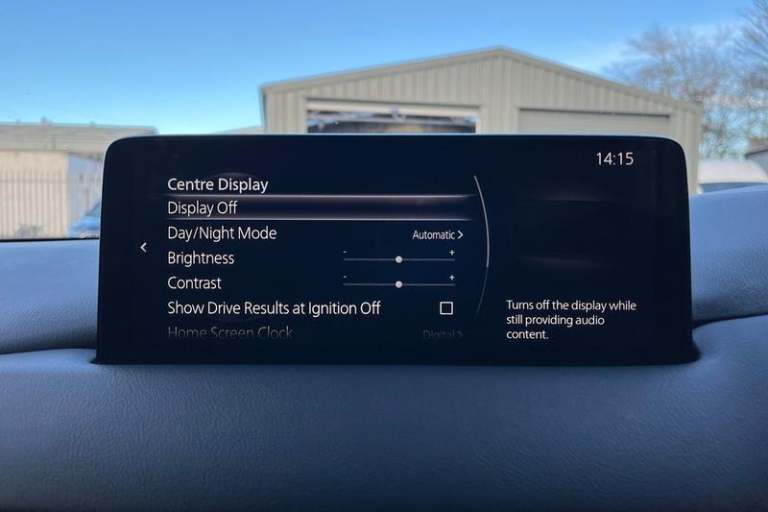 14:15
Centre Display
Display Off
Day/Night Mode Automatic >
Brightness - +
Contrast - +
Show Drive Results at Ignition Off
Home Screen Clock Digital >
Turns off the display while
still providing audio
content.